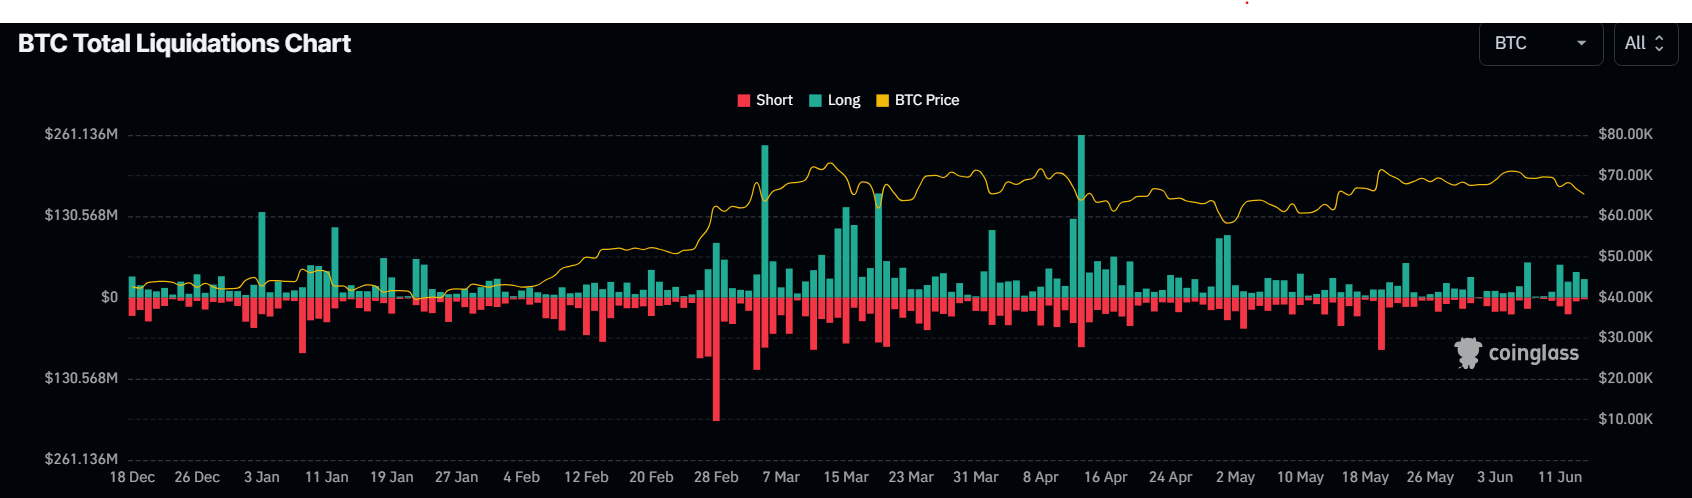 BTC Total Liquidations Chart
BTC
All
Short Long BTC Price
$261.136M
$130.568M
$0
$130.568M
$261.136M
$80.00K
$70.00K
$60.00K
$50.00K
$40.00K
$30.00K
$20.00K
$10.00K
coinglass
18 Dec 26 Dec 3 Jan 11 Jan 19 Jan 27 Jan 4 Feb 12 Feb 20 Feb 28 Feb 7 Mar 15 Mar 23 Mar 31 Mar 8 Apr 16 Apr 24 Apr 2 May 10 May 18 May 26 May 3 Jun 11 Jun